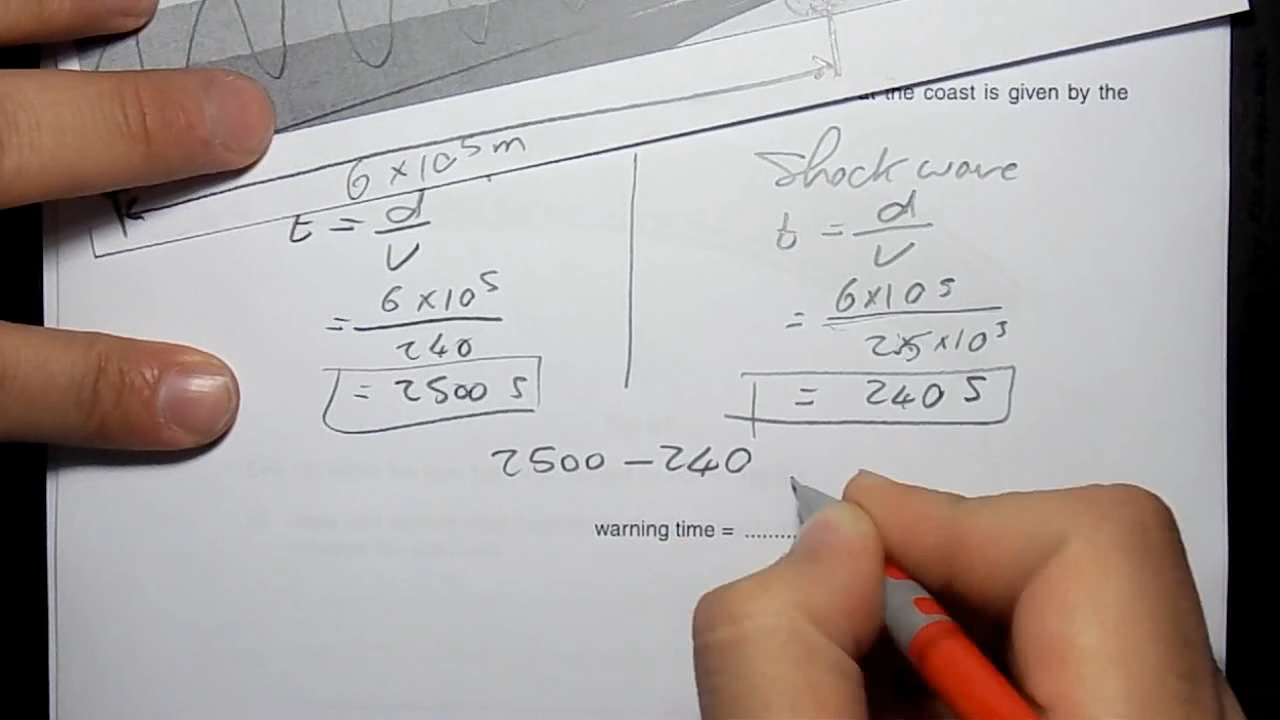 the coast is given by the
6 × 10⁵ m
Shock wave
t = d/v
t = d/v
= 6 × 10⁵ / 240
= 6×10⁵ / 2.5 × 10³
= 2500 s
= 240 s
2500 – 240
warning time = .........